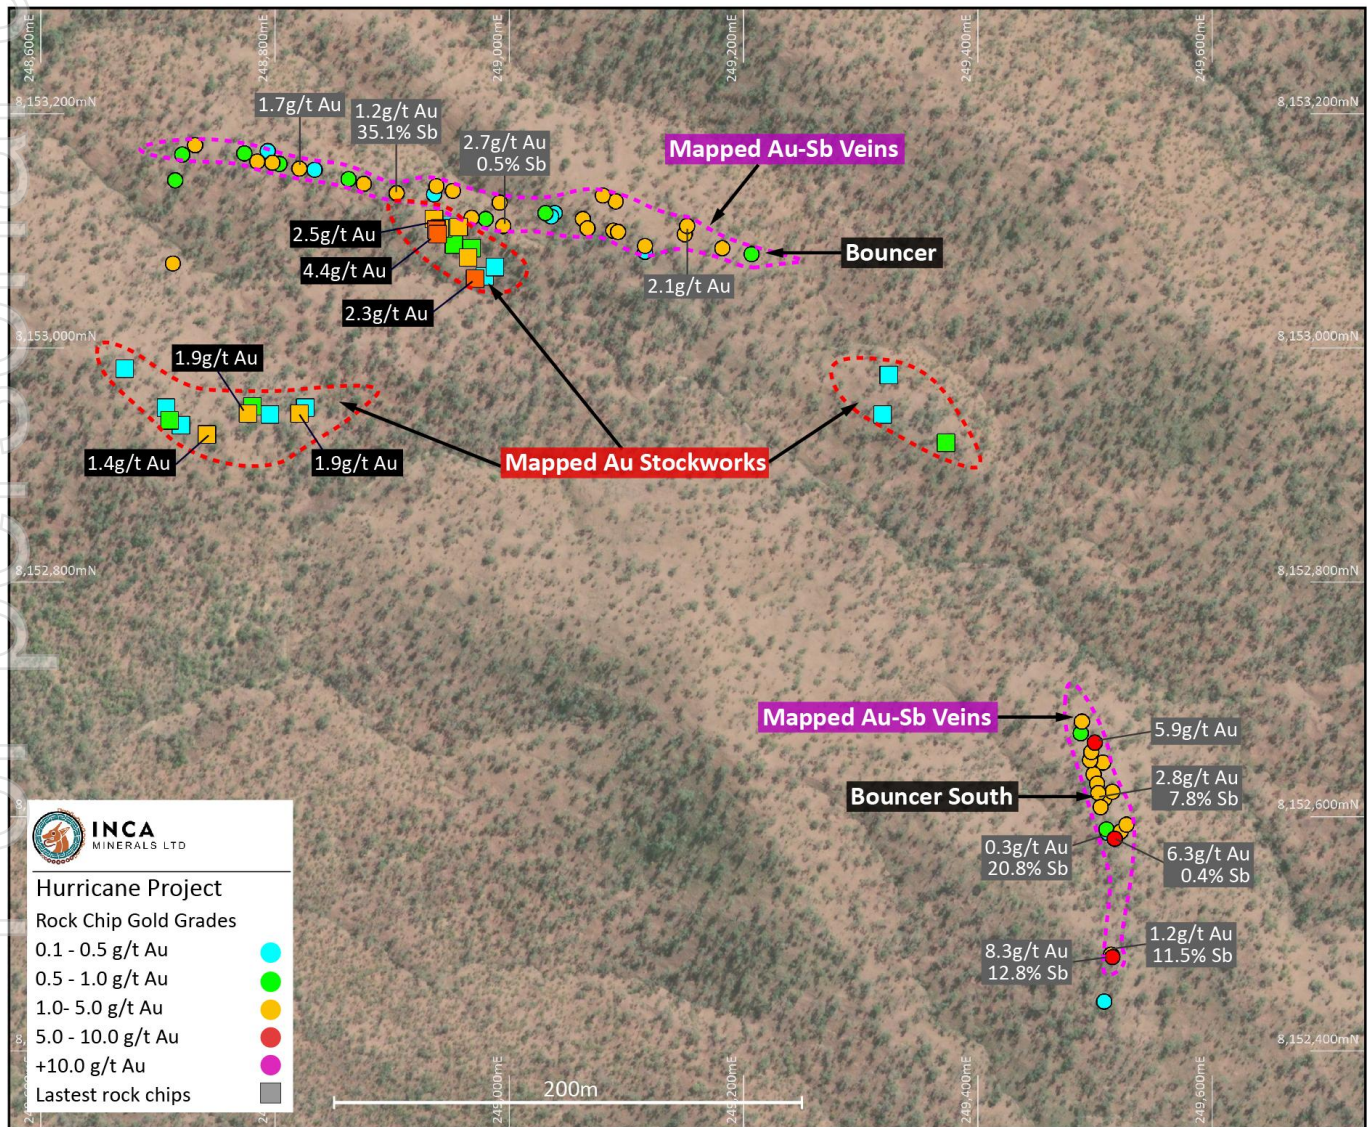 248,600mE
248,800mE
249,000mE
249,200mE
249,400mE
249,600mE
8,153,200mN
8,153,200mN
1.7g/t Au
1.2g/t Au
35.1% Sb
2.7g/t Au
0.5% Sb
Mapped Au-Sb Veins
2.5g/t Au
4.4g/t Au
2.3g/t Au
2.1g/t Au
Bouncer
8,153,000mN
8,153,000mN
1.9g/t Au
1.4g/t Au
1.9g/t Au
Mapped Au Stockworks
8,152,800mN
8,152,800mN
Mapped Au-Sb Veins
5.9g/t Au
Bouncer South
2.8g/t Au
7.8% Sb
8,152,600mN
0.3g/t Au
20.8% Sb
6.3g/t Au
0.4% Sb
8.3g/t Au
12.8% Sb
1.2g/t Au
11.5% Sb
8,152,400mN
INCA
MINERALS LTD
Hurricane Project
Rock Chip Gold Grades
0.1 - 0.5 g/t Au
0.5 - 1.0 g/t Au
1.0- 5.0 g/t Au
5.0 - 10.0 g/t Au
+10.0 g/t Au
Lastest rock chips
200m
249,000mE
249,200mE
249,400mE
249,600mE